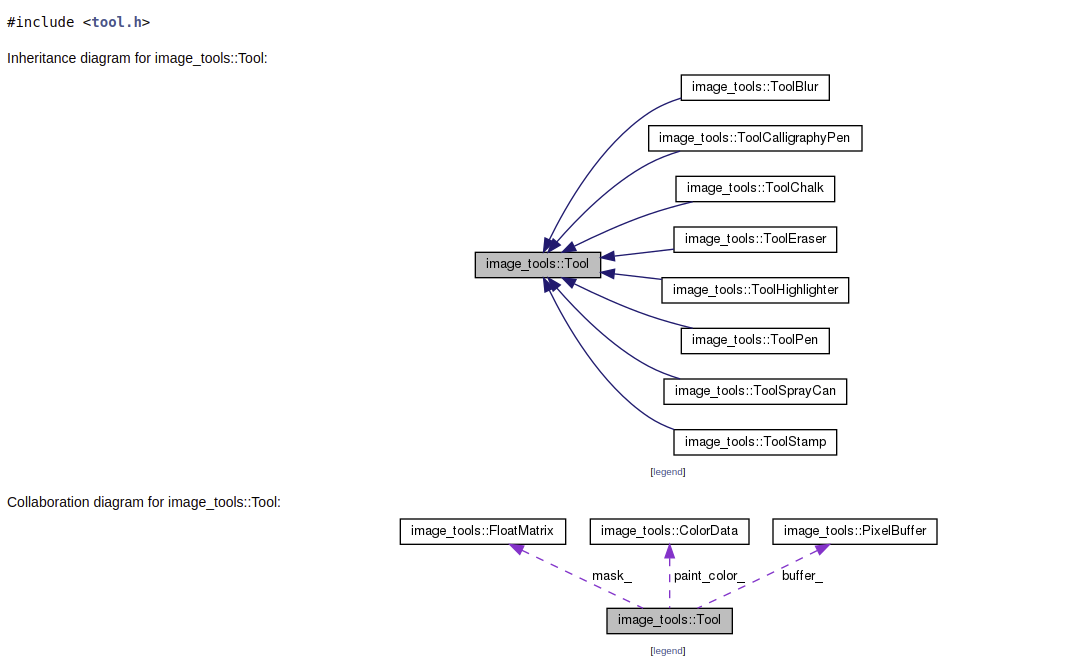 #include <tool.h>
Inheritance diagram for image_tools::Tool:
image_tools::ToolBlur
image_tools::ToolCalligraphyPen
image_tools::ToolChalk
image_tools::ToolEraser
image_tools::Tool
image_tools::ToolHighlighter
image_tools::ToolPen
image_tools::ToolSprayCan
image_tools::ToolStamp
[legend]
Collaboration diagram for image_tools::Tool:
image_tools::FloatMatrix image_tools::ColorData image_tools::PixelBuffer
mask_ paint_color_ buffer_
image_tools::Tool
[legend]